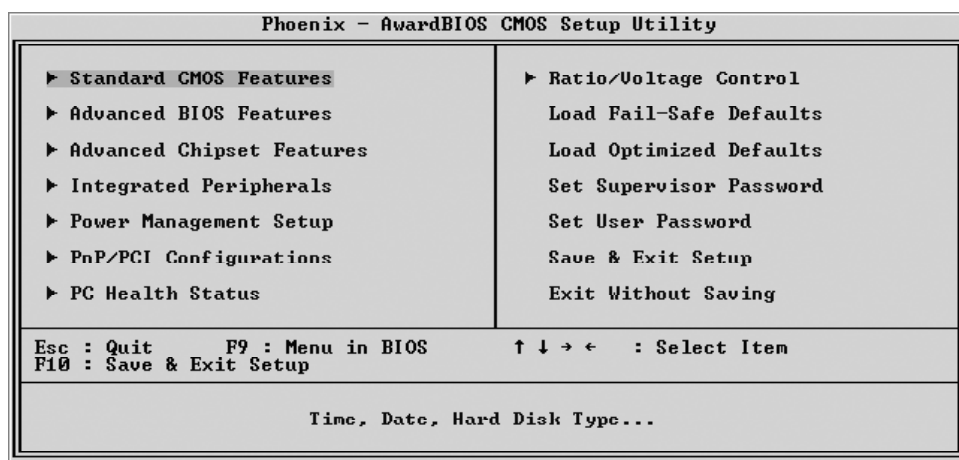 Phoenix - AwardBIOS CMOS Setup Utility
▶ Standard CMOS Features
▶ Advanced BIOS Features
▶ Advanced Chipset Features
▶ Integrated Peripherals
▶ Power Management Setup
▶ PnP/PCI Configurations
▶ PC Health Status
▶ Ratio/Voltage Control
Load Fail-Safe Defaults
Load Optimized Defaults
Set Supervisor Password
Set User Password
Save & Exit Setup
Exit Without Saving
Esc : Quit F9 : Menu in BIOS ↑ ↓ → ← : Select Item
F10 : Save & Exit Setup
Time, Date, Hard Disk Type...